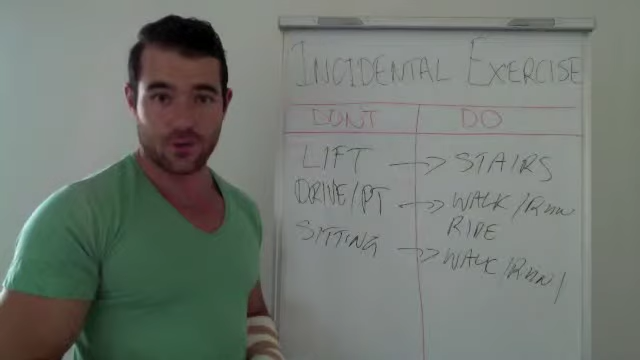 INCIDENTAL EXERCISE
DONT DO
LIFT → STAIRS
DRIVE/PT → WALK/RUN
RIDE
SITTING → WALK/RUN/